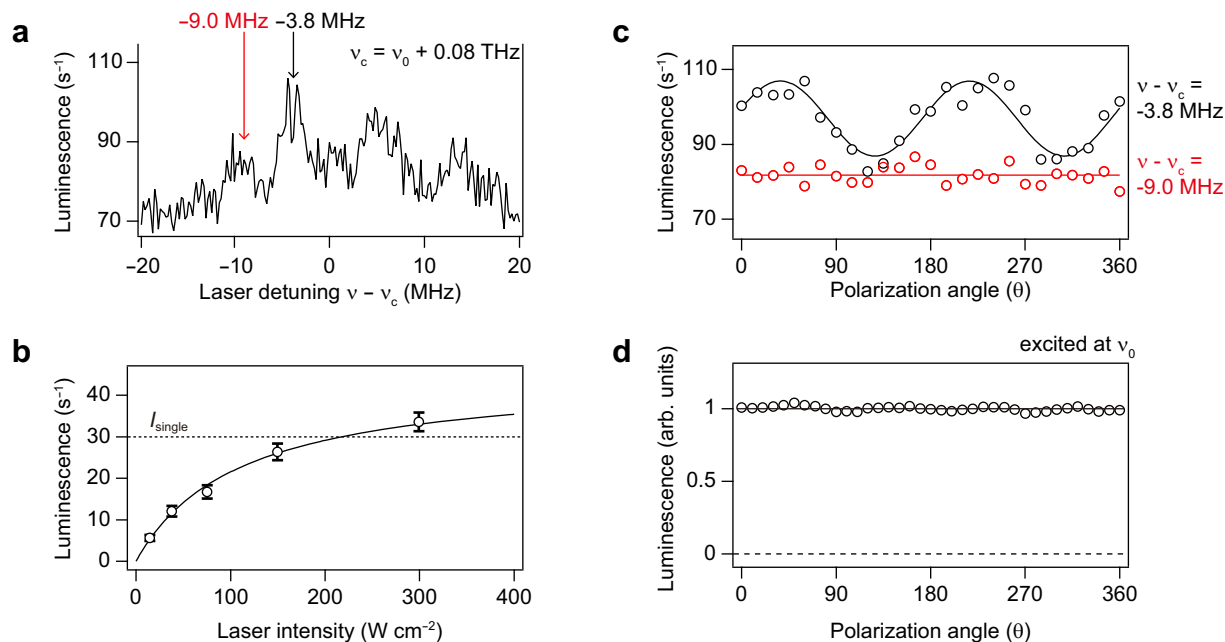 a
−9.0 MHz
−3.8 MHz
νc = ν0 + 0.08 THz
Luminescence (s−1)
110
90
70
−20
−10
0
10
20
Laser detuning ν − νc (MHz)
b
Luminescence (s−1)
40
30
20
10
0
Isingle
0
100
200
300
400
Laser intensity (W cm−2)
c
Luminescence (s−1)
110
90
70
0
90
180
270
360
Polarization angle (θ)
ν - νc =
-3.8 MHz
ν - νc =
-9.0 MHz
d
excited at ν0
Luminescence (arb. units)
1
0.5
0
0
90
180
270
360
Polarization angle (θ)